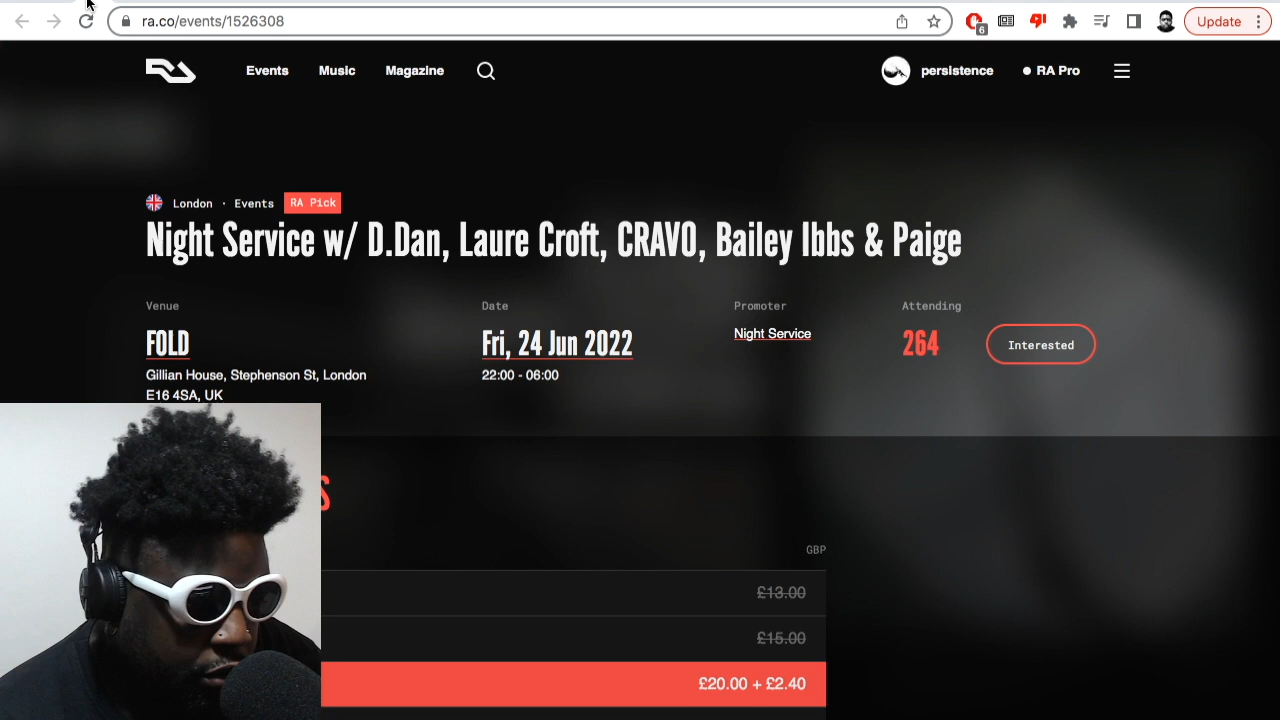 ra.co/events/1526308
6
Update
Events Music Magazine
persistence
RA Pro
London · Events RA Pick
Night Service w/ D.Dan, Laure Croft, CRAVO, Bailey Ibbs & Paige
Venue Date Promoter Attending
FOLD Fri, 24 Jun 2022 Night Service 264 Interested
Gillian House, Stephenson St, London 22:00 - 06:00
E16 4SA, UK
S
GBP
£13.00
£15.00
£20.00 + £2.40